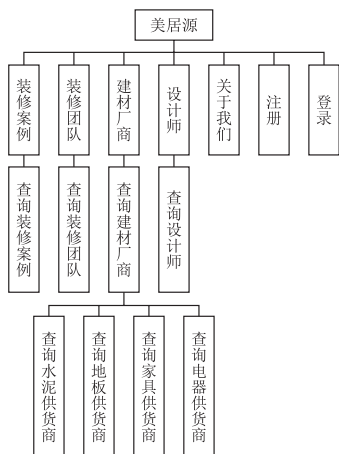 美居源
装修案例
装修团队
建材厂商
设计师
关于我们
注册
登录
查询装修案例
查询装修团队
查询建材厂商
查询设计师
查询水泥供货商
查询地板供货商
查询家具供货商
查询电器供货商